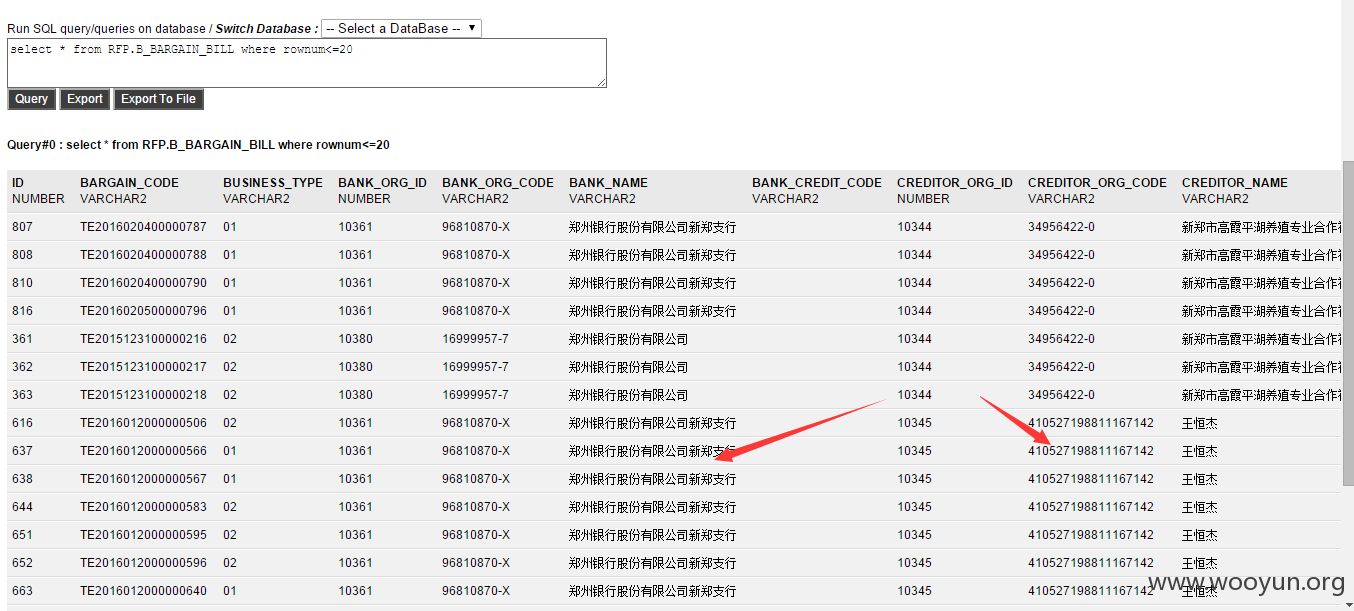 Run SQL query/queries on database / Switch Database : -- Select a DataBase -- ▼
select * from RFP.B_BARGAIN_BILL where rownum<=20
Query Export Export To File
Query#0 : select * from RFP.B_BARGAIN_BILL where rownum<=20
ID BARGAIN_CODE BUSINESS_TYPE BANK_ORG_ID BANK_ORG_CODE BANK_NAME BANK_CREDIT_CODE CREDITOR_ORG_ID CREDITOR_ORG_CODE CREDITOR_NAME
NUMBER VARCHAR2 VARCHAR2 NUMBER VARCHAR2 VARCHAR2 VARCHAR2 NUMBER VARCHAR2 VARCHAR2
807 TE2016020400000787 01 10361 96810870-X 郑州银行股份有限公司新郑支行 10344 34956422-0 新郑市高霞平湖养殖专业合作
808 TE2016020400000788 01 10361 96810870-X 郑州银行股份有限公司新郑支行 10344 34956422-0 新郑市高霞平湖养殖专业合作
810 TE2016020400000790 01 10361 96810870-X 郑州银行股份有限公司新郑支行 10344 34956422-0 新郑市高霞平湖养殖专业合作
816 TE2016020500000796 01 10361 96810870-X 郑州银行股份有限公司新郑支行 10344 34956422-0 新郑市高霞平湖养殖专业合作
361 TE2015123100000216 02 10380 16999957-7 郑州银行股份有限公司 10344 34956422-0 新郑市高霞平湖养殖专业合作
362 TE2015123100000217 02 10380 16999957-7 郑州银行股份有限公司 10344 34956422-0 新郑市高霞平湖养殖专业合作
363 TE2015123100000218 02 10380 16999957-7 郑州银行股份有限公司 10344 34956422-0 新郑市高霞平湖养殖专业合作
616 TE2016012000000506 02 10361 96810870-X 郑州银行股份有限公司新郑支行 10345 410527198811167142 王恒杰
637 TE2016012000000566 01 10361 96810870-X 郑州银行股份有限公司新郑支行 10345 410527198811167142 王恒杰
638 TE2016012000000567 01 10361 96810870-X 郑州银行股份有限公司新郑支行 10345 410527198811167142 王恒杰
644 TE2016012000000583 02 10361 96810870-X 郑州银行股份有限公司新郑支行 10345 410527198811167142 王恒杰
651 TE2016012000000595 02 10361 96810870-X 郑州银行股份有限公司新郑支行 10345 410527198811167142 王恒杰
652 TE2016012000000596 02 10361 96810870-X 郑州银行股份有限公司新郑支行 10345 410527198811167142 王恒杰
663 TE2016012000000640 01 10361 96810870-X 郑州银行股份有限公司新郑支行 10345 410527198811167142 王恒杰
www.wooyun.org